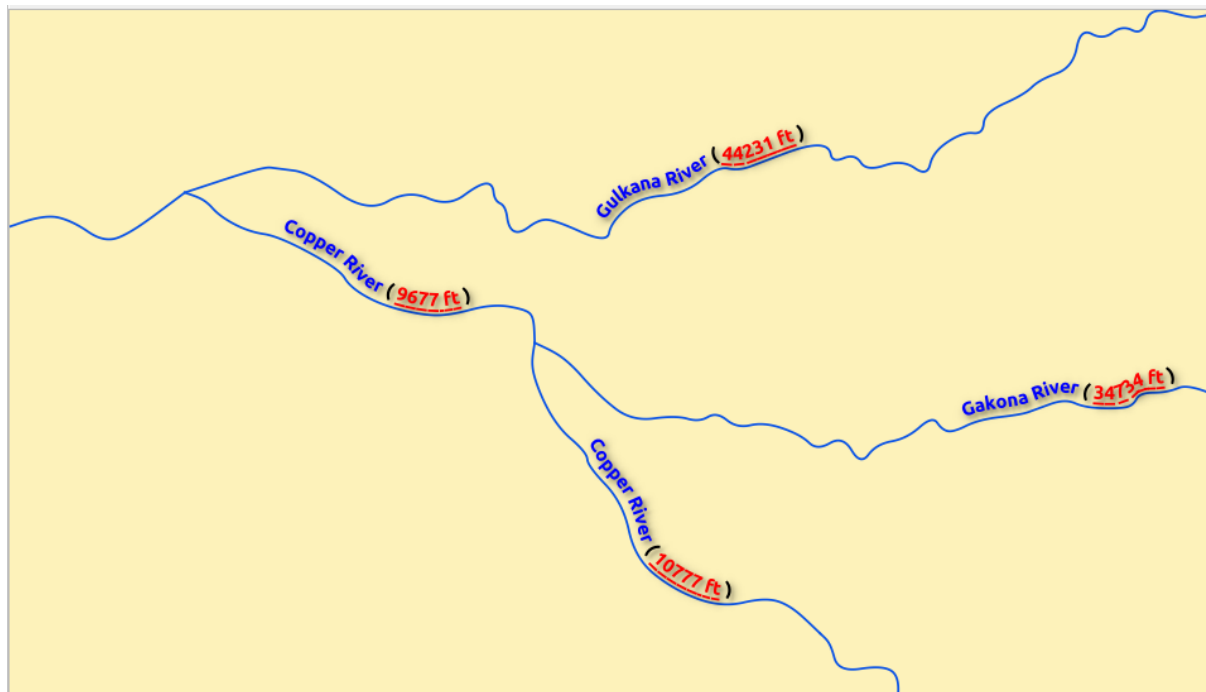 Gulkana River (44231 ft)
Copper River (9677 ft)
Gakona River (34734 ft)
Copper River (10777 ft)